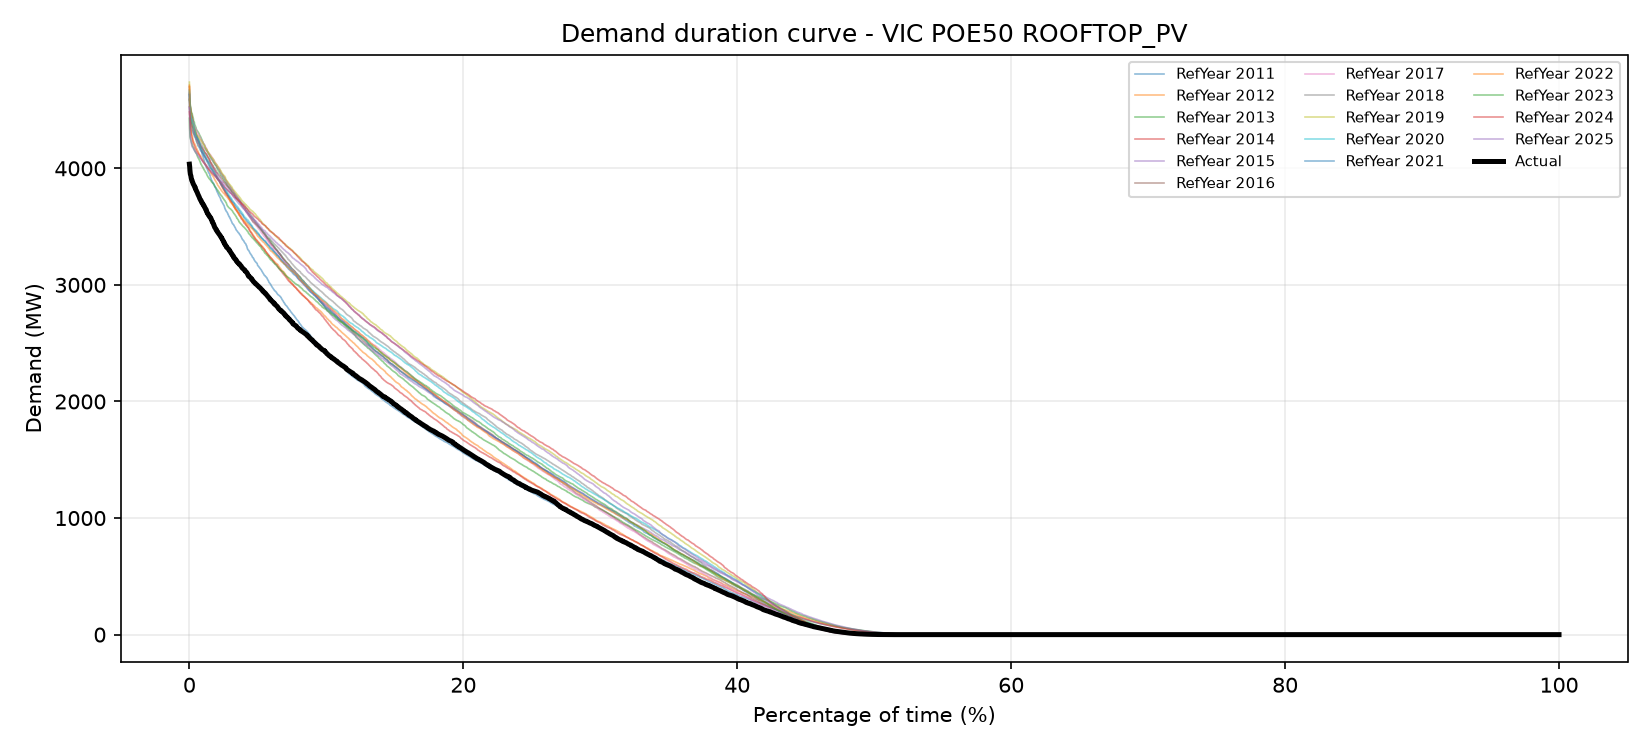 Demand duration curve - VIC POE50 ROOFTOP_PV
Demand (MW)
4000
3000
2000
1000
0
0
20
40
60
80
100
Percentage of time (%)
RefYear 2011
RefYear 2012
RefYear 2013
RefYear 2014
RefYear 2015
RefYear 2016
RefYear 2017
RefYear 2018
RefYear 2019
RefYear 2020
RefYear 2021
RefYear 2022
RefYear 2023
RefYear 2024
RefYear 2025
Actual